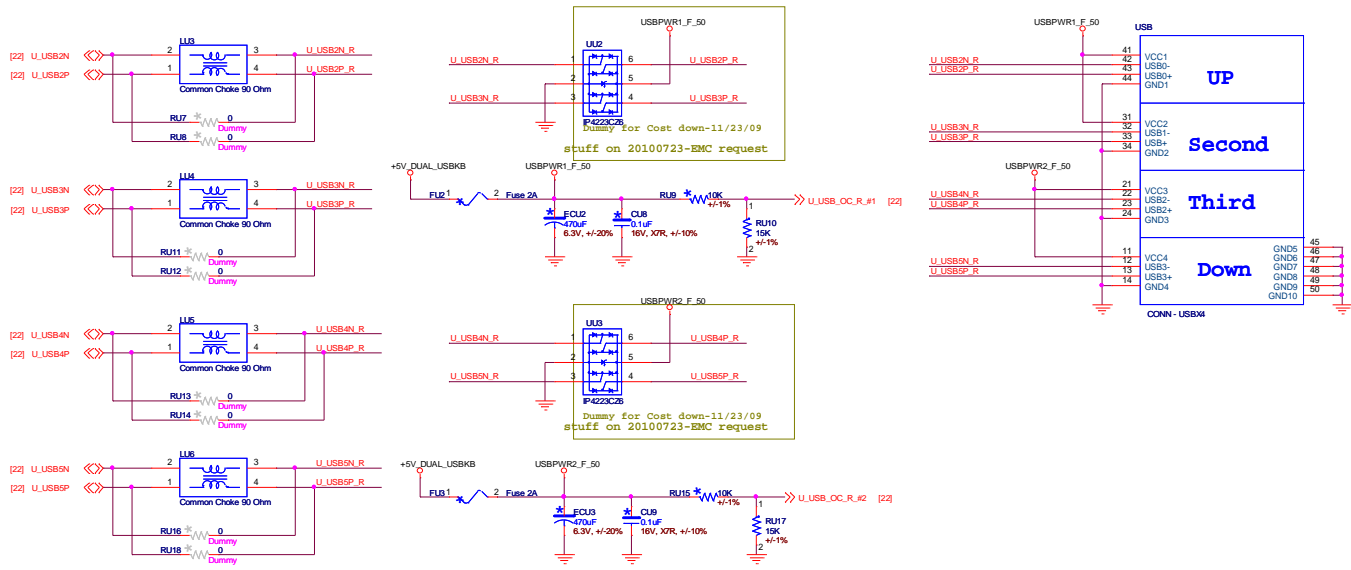 [22] U_USB2N
[22] U_USB2P
LU3
2 3
1 4
U_USB2N_R
U_USB2P_R
Common Choke 90 Ohm
RU7 * 0
Dummy
RU8 * 0
Dummy
[22] U_USB3N
[22] U_USB3P
LU4
2 3
1 4
U_USB3N_R
U_USB3P_R
Common Choke 90 Ohm
RU11 * 0
Dummy
RU12 * 0
Dummy
[22] U_USB4N
[22] U_USB4P
LU5
2 3
1 4
U_USB4N_R
U_USB4P_R
Common Choke 90 Ohm
RU13 * 0
Dummy
RU14 * 0
Dummy
[22] U_USB5N
[22] U_USB5P
LU6
2 3
1 4
U_USB5N_R
U_USB5P_R
Common Choke 90 Ohm
RU16 * 0
Dummy
RU18 * 0
Dummy
USBPWR1_F_50
UU2
U_USB2N_R 1 6 U_USB2P_R
2 5
U_USB3N_R 3 4 U_USB3P_R
IP4223CZ6
Dummy for Cost down-11/23/09
stuff on 20100723-EMC request
+5V_DUAL_USBKB
USBPWR1_F_50
FU2 1 2 Fuse 2A
RU9 * 10K
+/-1%
U_USB_OC_R_#1 [22]
* ECU2
470uF
6.3V, +/-20%
* CU8
0.1uF
16V, X7R, +/-10%
1
RU10
15K
+/-1%
2
USBPWR2_F_50
UU3
U_USB4N_R 1 6 U_USB4P_R
2 5
U_USB5N_R 3 4 U_USB5P_R
IP4223CZ6
Dummy for Cost down-11/23/09
stuff on 20100723-EMC request
+5V_DUAL_USBKB
USBPWR2_F_50
FU3 1 2 Fuse 2A
RU15 * 10K
+/-1%
U_USB_OC_R_#2 [22]
* ECU3
470uF
6.3V, +/-20%
* CU9
0.1uF
16V, X7R, +/-10%
1
RU17
15K
+/-1%
2
USBPWR1_F_50
USB
41 VCC1
U_USB2N_R 42 USB0-
U_USB2P_R 43 USB0+
44 GND1
UP
31 VCC2
U_USB3N_R 32 USB1-
U_USB3P_R 33 USB+
34 GND2
Second
USBPWR2_F_50
21 VCC3
U_USB4N_R 22 USB2-
U_USB4P_R 23 USB2+
24 GND3
Third
11 VCC4
U_USB5N_R 12 USB3-
U_USB5P_R 13 USB3+
14 GND4
Down
GND5 45
GND6 46
GND7 47
GND8 48
GND9 49
GND10 50
CONN - USBX4